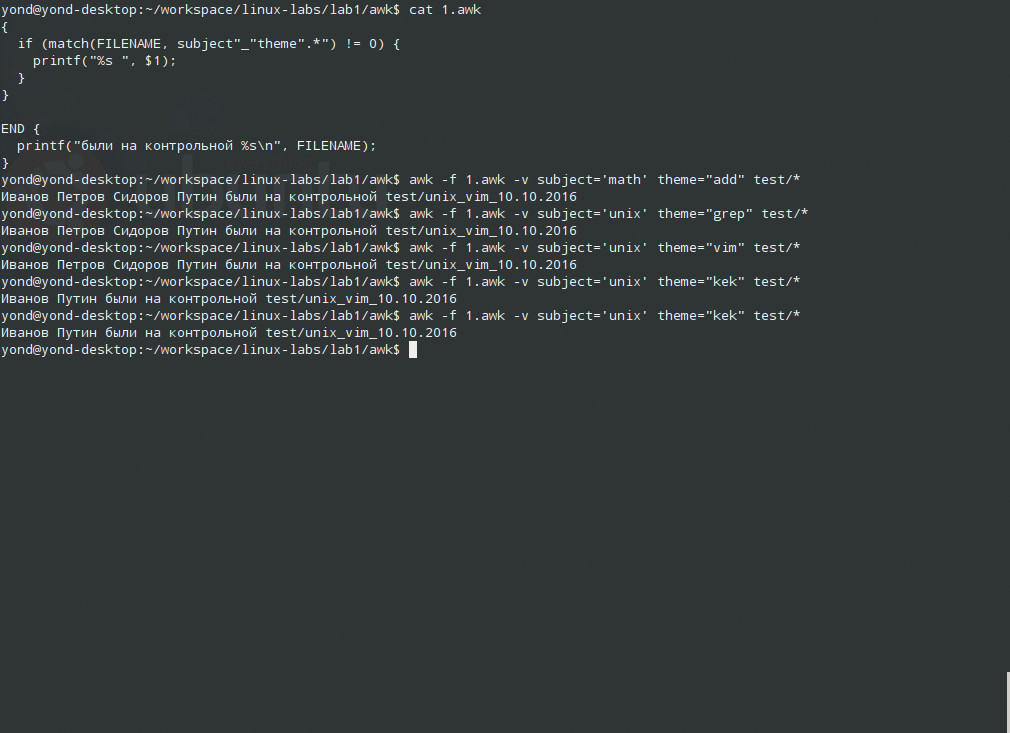 yond@yond-desktop:~/workspace/linux-labs/lab1/awk$ cat 1.awk
{
  if (match(FILENAME, subject"_"theme".*") != 0) {
    printf("%s ", $1);
  }
}

END {
  printf("были на контрольной %s\n", FILENAME);
}
yond@yond-desktop:~/workspace/linux-labs/lab1/awk$ awk -f 1.awk -v subject='math' theme="add" test/*
Иванов Петров Сидоров Путин были на контрольной test/unix_vim_10.10.2016
yond@yond-desktop:~/workspace/linux-labs/lab1/awk$ awk -f 1.awk -v subject='unix' theme="grep" test/*
Иванов Петров Сидоров Путин были на контрольной test/unix_vim_10.10.2016
yond@yond-desktop:~/workspace/linux-labs/lab1/awk$ awk -f 1.awk -v subject='unix' theme="vim" test/*
Иванов Петров Сидоров Путин были на контрольной test/unix_vim_10.10.2016
yond@yond-desktop:~/workspace/linux-labs/lab1/awk$ awk -f 1.awk -v subject='unix' theme="kek" test/*
Иванов Путин были на контрольной test/unix_vim_10.10.2016
yond@yond-desktop:~/workspace/linux-labs/lab1/awk$ awk -f 1.awk -v subject='unix' theme="kek" test/*
Иванов Путин были на контрольной test/unix_vim_10.10.2016
yond@yond-desktop:~/workspace/linux-labs/lab1/awk$